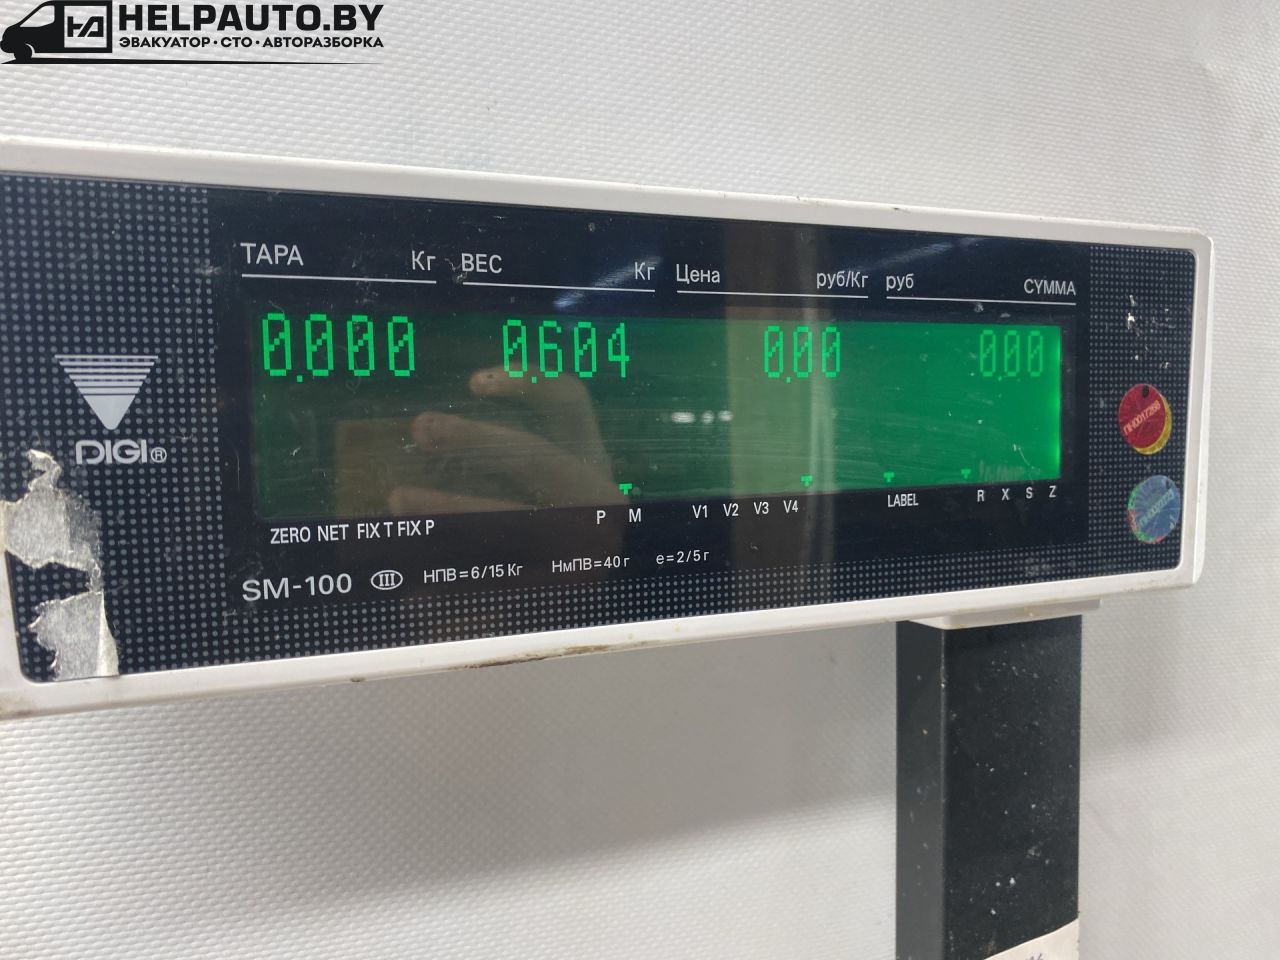 HELPAUTO.BY
ЭВАКУАТОР·СТО·АВТОРАЗБОРКА
ТАРА Кг ВЕС Кг Цена руб/Кг руб СУММА
0.000 0.604 0.00 0.00
DIGI®
ZERO NET FIX T FIX P P M V1 V2 V3 V4 LABEL R X S Z
SM-100 III НПВ=6/15 Кг НмПВ=40 г e=2/5 г